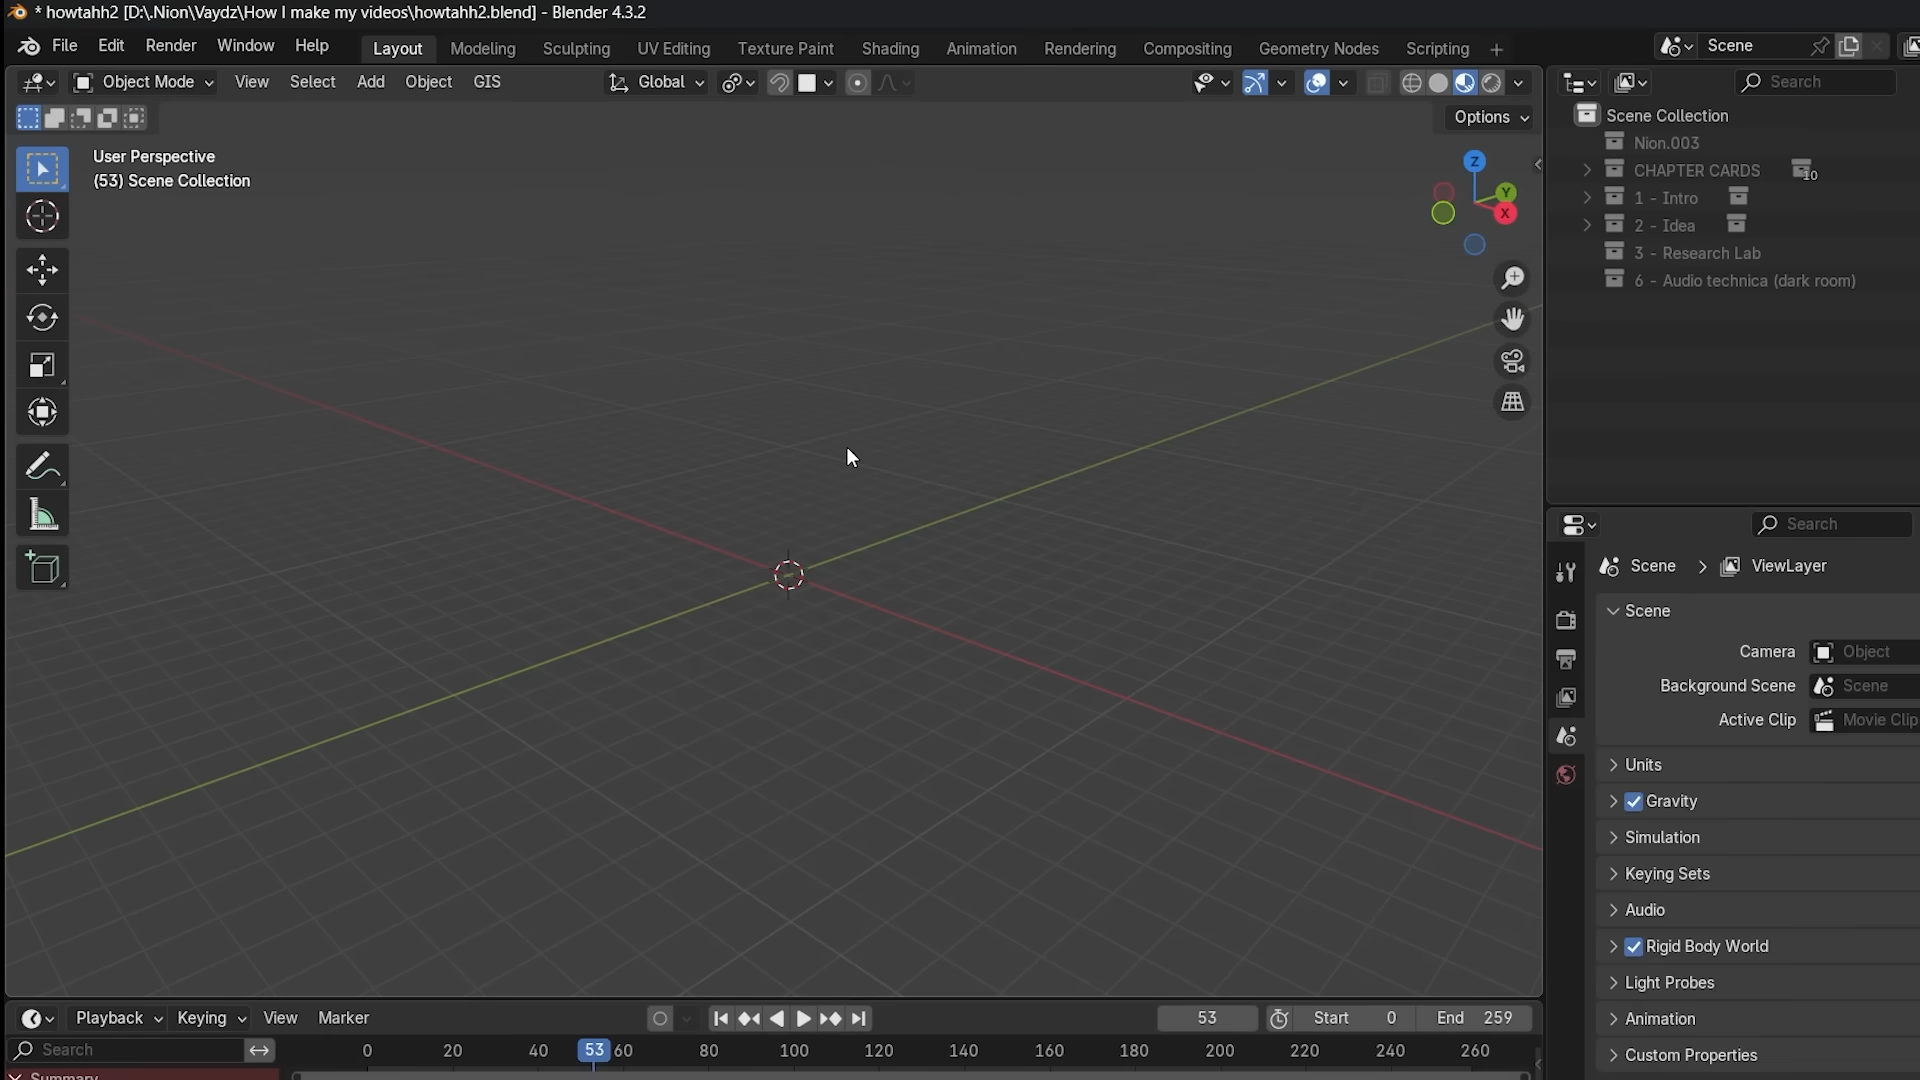 * howtahh2 [D:\.Nion\Vaydz\How I make my videos\howtahh2.blend] - Blender 4.3.2
File Edit Render Window Help Layout Modeling Sculpting UV Editing Texture Paint Shading Animation Rendering Compositing Geometry Nodes Scripting + Scene
Object Mode View Select Add Object GIS Global Search
Options
User Perspective
(53) Scene Collection
Z
Y
X
Scene Collection
Nion.003
CHAPTER CARDS 10
1 - Intro
2 - Idea
3 - Research Lab
6 - Audio technica (dark room)
Search
Scene > ViewLayer
Scene
Camera Object
Background Scene Scene
Active Clip Movie Clip
Units
Gravity
Simulation
Keying Sets
Audio
Rigid Body World
Light Probes
Animation
Custom Properties
Playback Keying View Marker 53 Start 0 End 259
Search 0 20 40 53 60 80 100 120 140 160 180 200 220 240 260
Summary